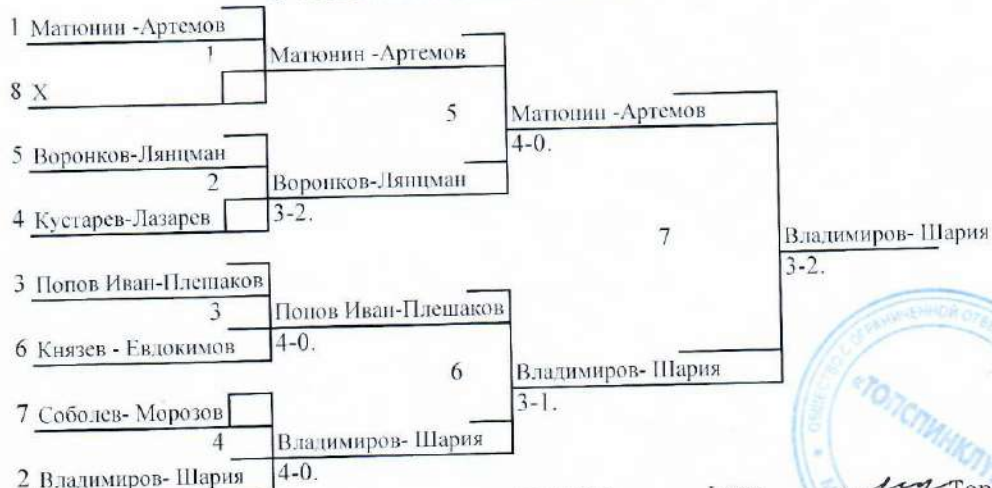 1 Матюнин -Артемов
1
Матюнин -Артемов
8 X
5
Матюнин -Артемов
4-0.
5 Воронков-Лянцман
2
Воронков-Лянцман
3-2.
4 Кустарев-Лазарев
7
Владимиров- Шария
3-2.
3 Попов Иван-Плешаков
3
Попов Иван-Плешаков
4-0.
6 Князев - Евдокимов
6
Владимиров- Шария
3-1.
7 Соболев- Морозов
4
Владимиров- Шария
4-0.
2 Владимиров- Шария
ОБЩЕСТВО С ОГРАНИЧЕННОЙ
«ТОПСПИНКЛУ